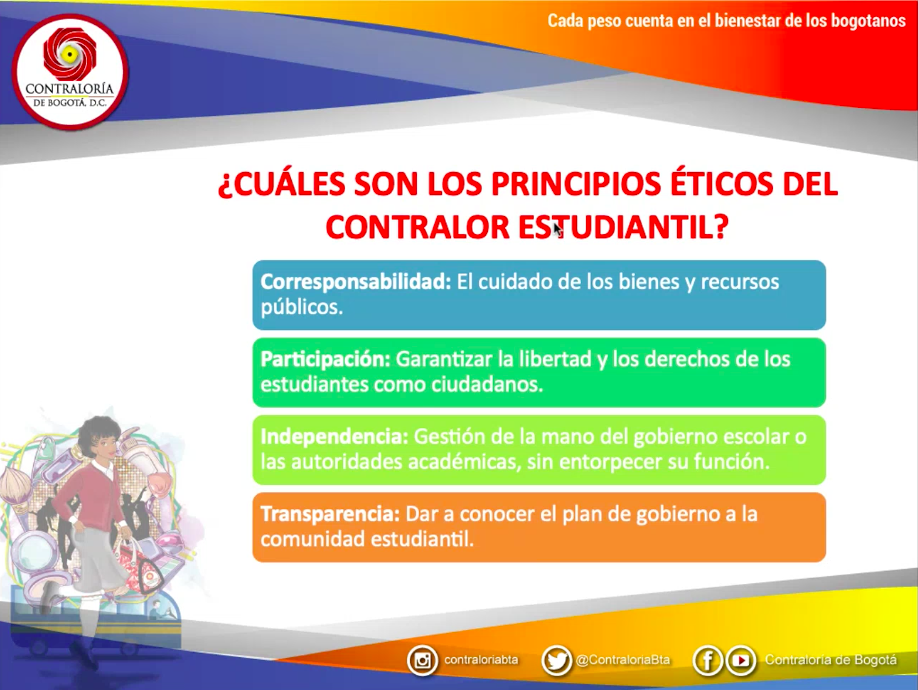 Cada peso cuenta en el bienestar de los bogotanos
CONTRALORÍA
DE BOGOTÁ, D.C.
¿CUÁLES SON LOS PRINCIPIOS ÉTICOS DEL
CONTRALOR ESTUDIANTIL?
Corresponsabilidad: El cuidado de los bienes y recursos
públicos.
Participación: Garantizar la libertad y los derechos de los
estudiantes como ciudadanos.
Independencia: Gestión de la mano del gobierno escolar o
las autoridades académicas, sin entorpecer su función.
Transparencia: Dar a conocer el plan de gobierno a la
comunidad estudiantil.
contraloriabta
@ContraloriaBta
Contraloría de Bogotá